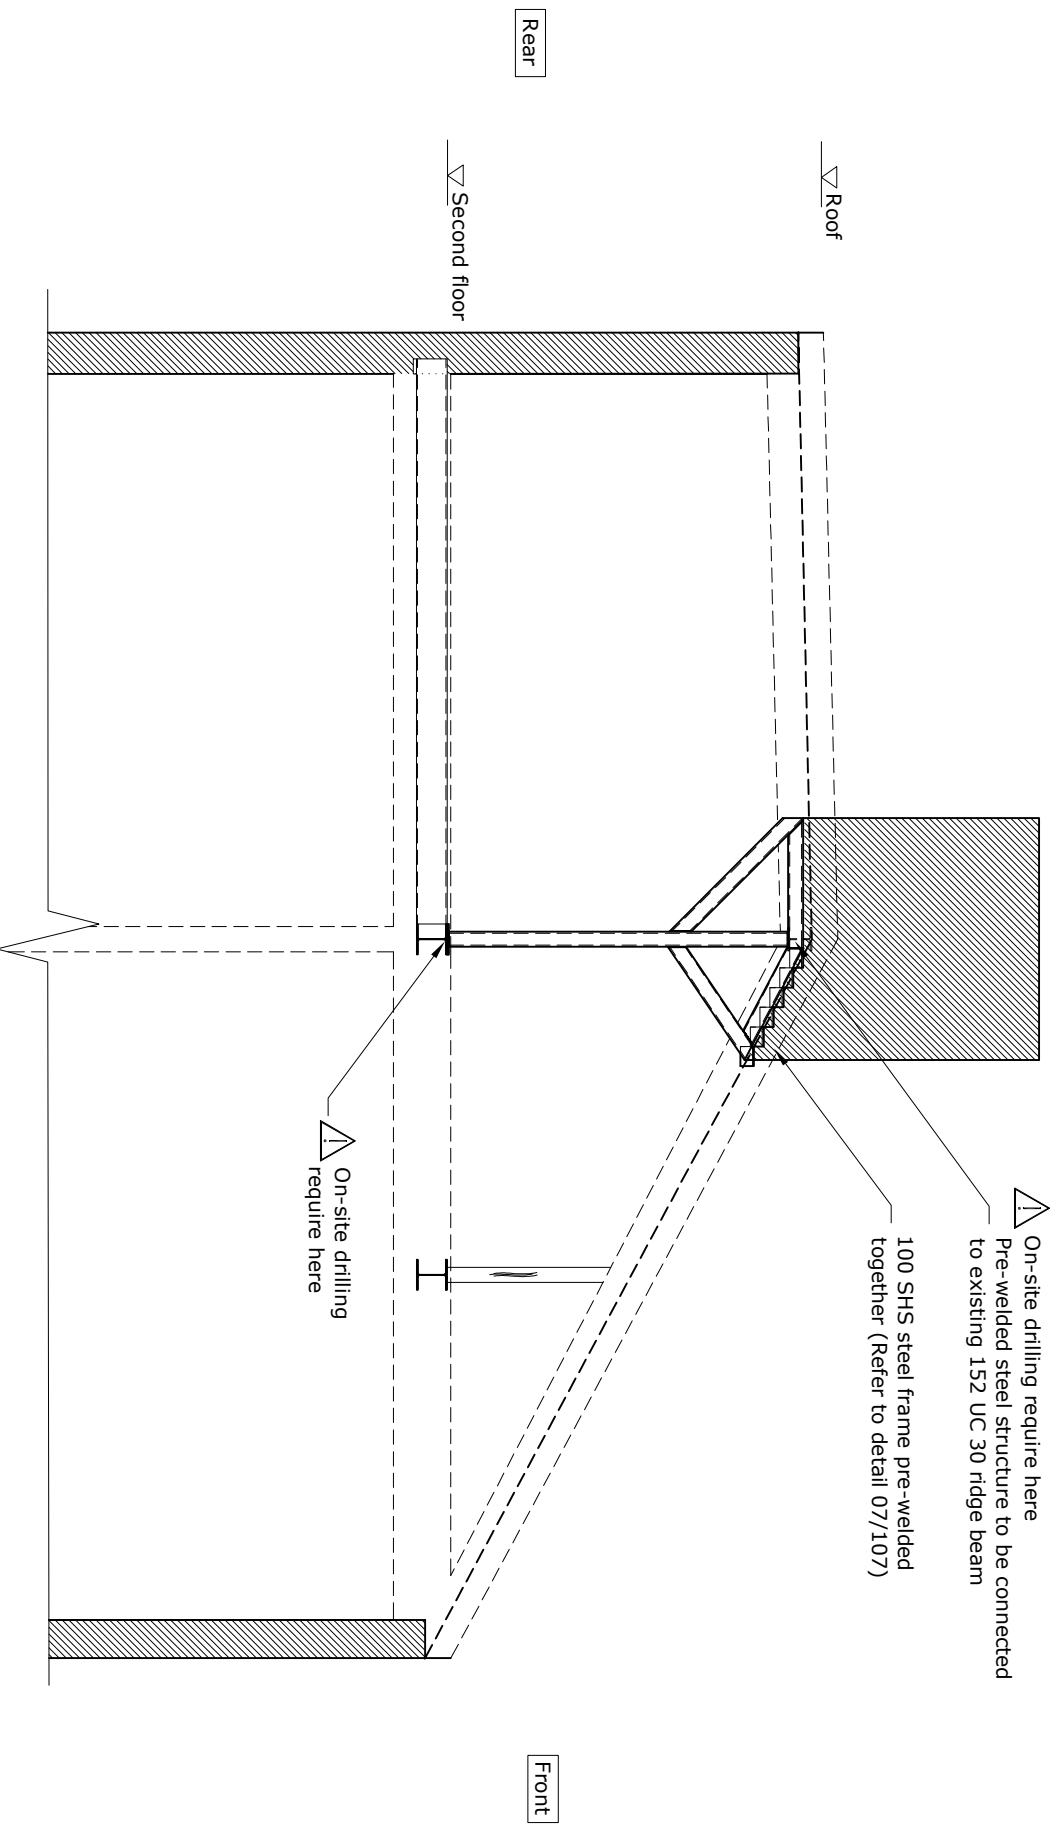 On-site drilling require here
Pre-welded steel structure to be connected
to existing 152 UC 30 ridge beam
100 SHS steel frame pre-welded
together (Refer to detail 07/107)
Roof
Second floor
On-site drilling
require here
Rear
Front